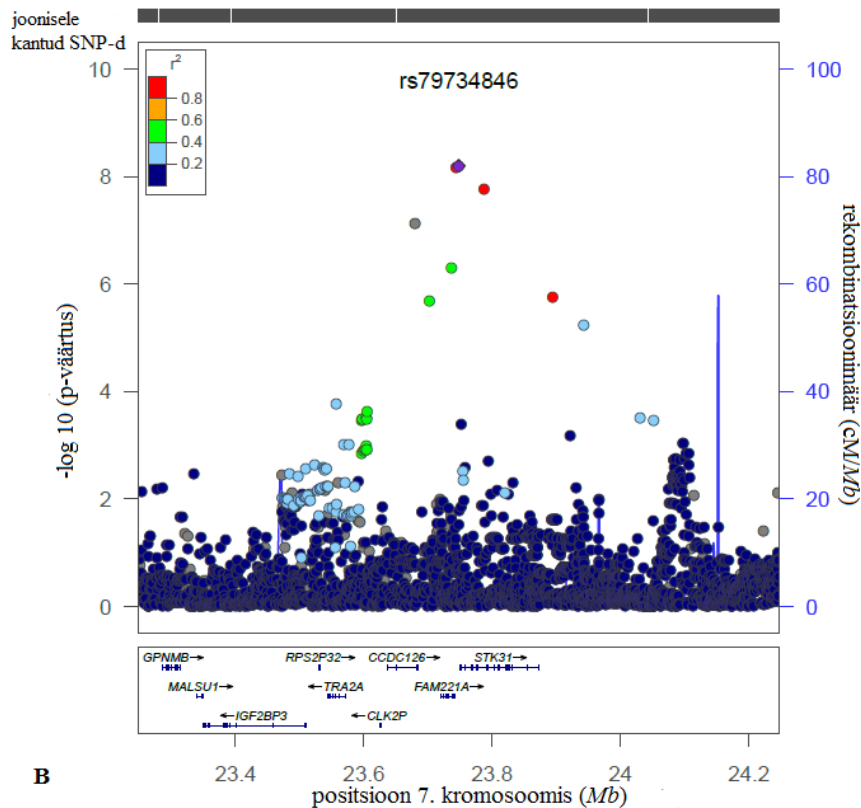 joonisele
kantud SNP-d
r²
0.8
0.6
0.4
0.2
rs79734846
10
8
6
4
2
0
-log 10 (p-väärtus)
100
80
60
40
20
0
rekombinatsioonimäär (cM/Mb)
GPNMB
RPS2P32
CCDC126
STK31
MALSU1
TRA2A
FAM221A
IGF2BP3
CLK2P
23.4
23.6
23.8
24
24.2
B
positsioon 7. kromosoomis (Mb)